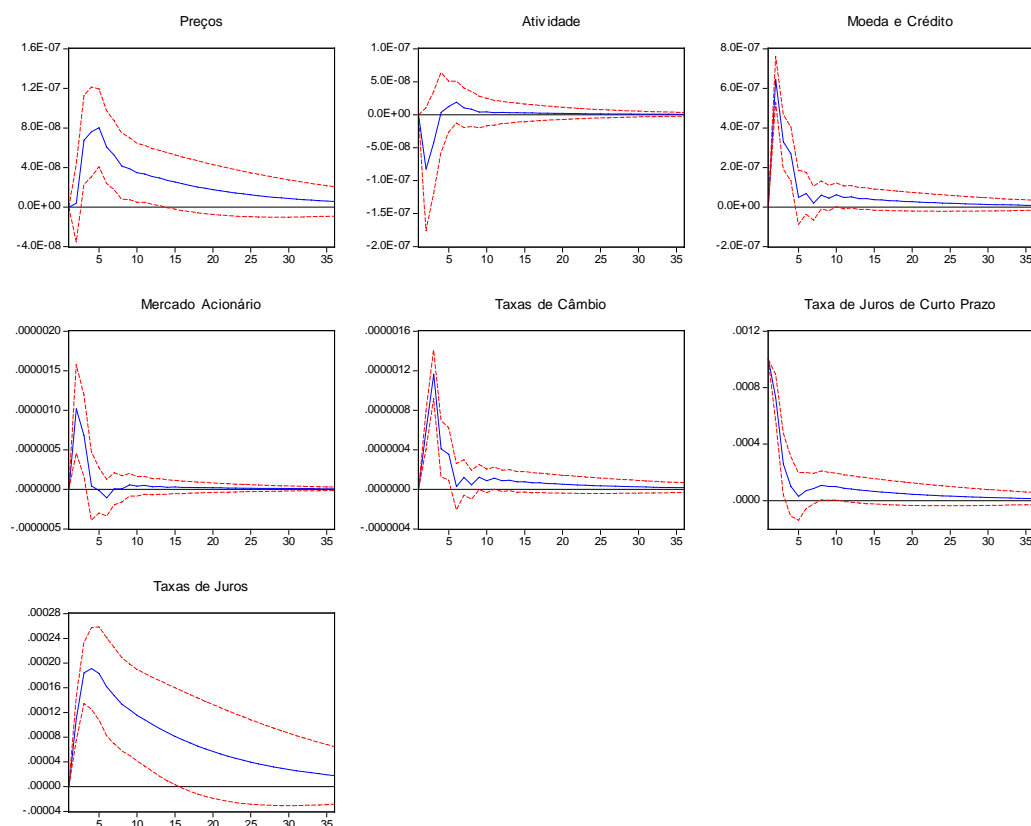 Preços
1.6E-07
1.2E-07
8.0E-08
4.0E-08
0.0E+00
-4.0E-08
5 10 15 20 25 30 35
Atividade
1.0E-07
5.0E-08
0.0E+00
-5.0E-08
-1.0E-07
-1.5E-07
-2.0E-07
5 10 15 20 25 30 35
Moeda e Crédito
8.0E-07
6.0E-07
4.0E-07
2.0E-07
0.0E+00
-2.0E-07
5 10 15 20 25 30 35
Mercado Acionário
.0000020
.0000015
.0000010
.0000005
.0000000
-.0000005
5 10 15 20 25 30 35
Taxas de Câmbio
.0000016
.0000012
.0000008
.0000004
.0000000
-.0000004
5 10 15 20 25 30 35
Taxa de Juros de Curto Prazo
.0012
.0008
.0004
.0000
5 10 15 20 25 30 35
Taxas de Juros
.00028
.00024
.00020
.00016
.00012
.00008
.00004
.00000
-.00004
5 10 15 20 25 30 35